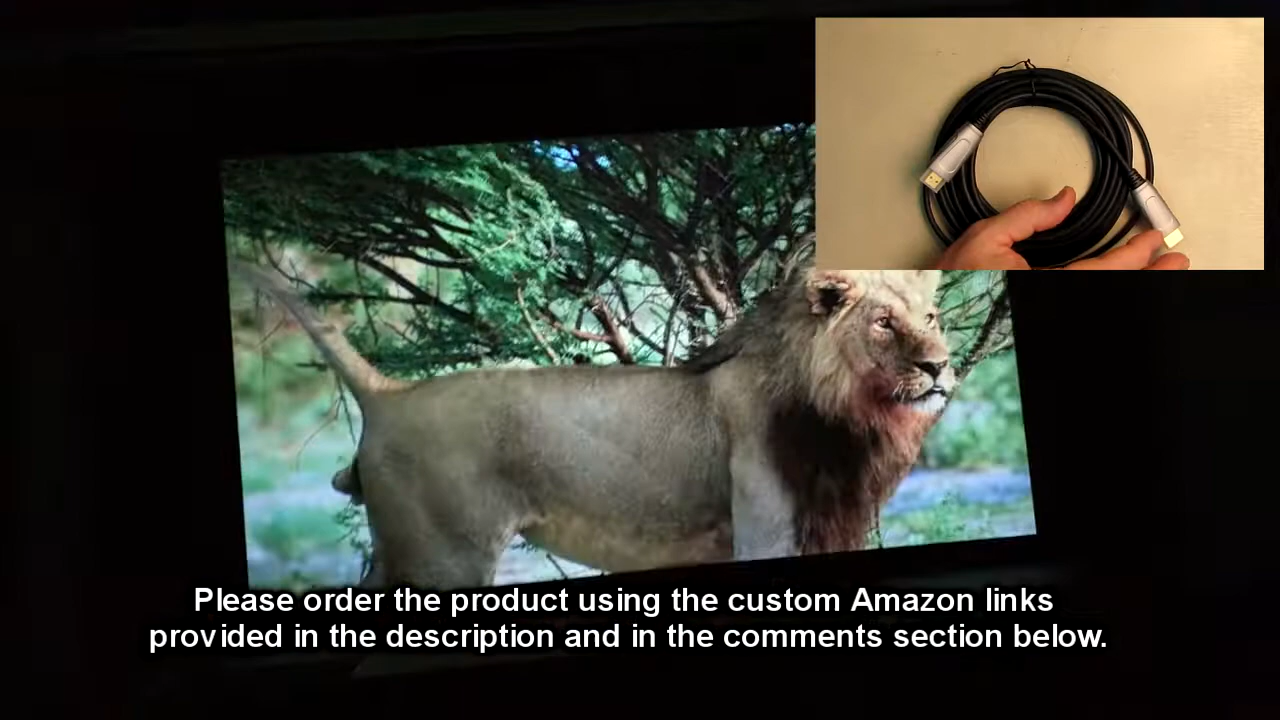 Please order the product using the custom Amazon links
provided in the description and in the comments section below.